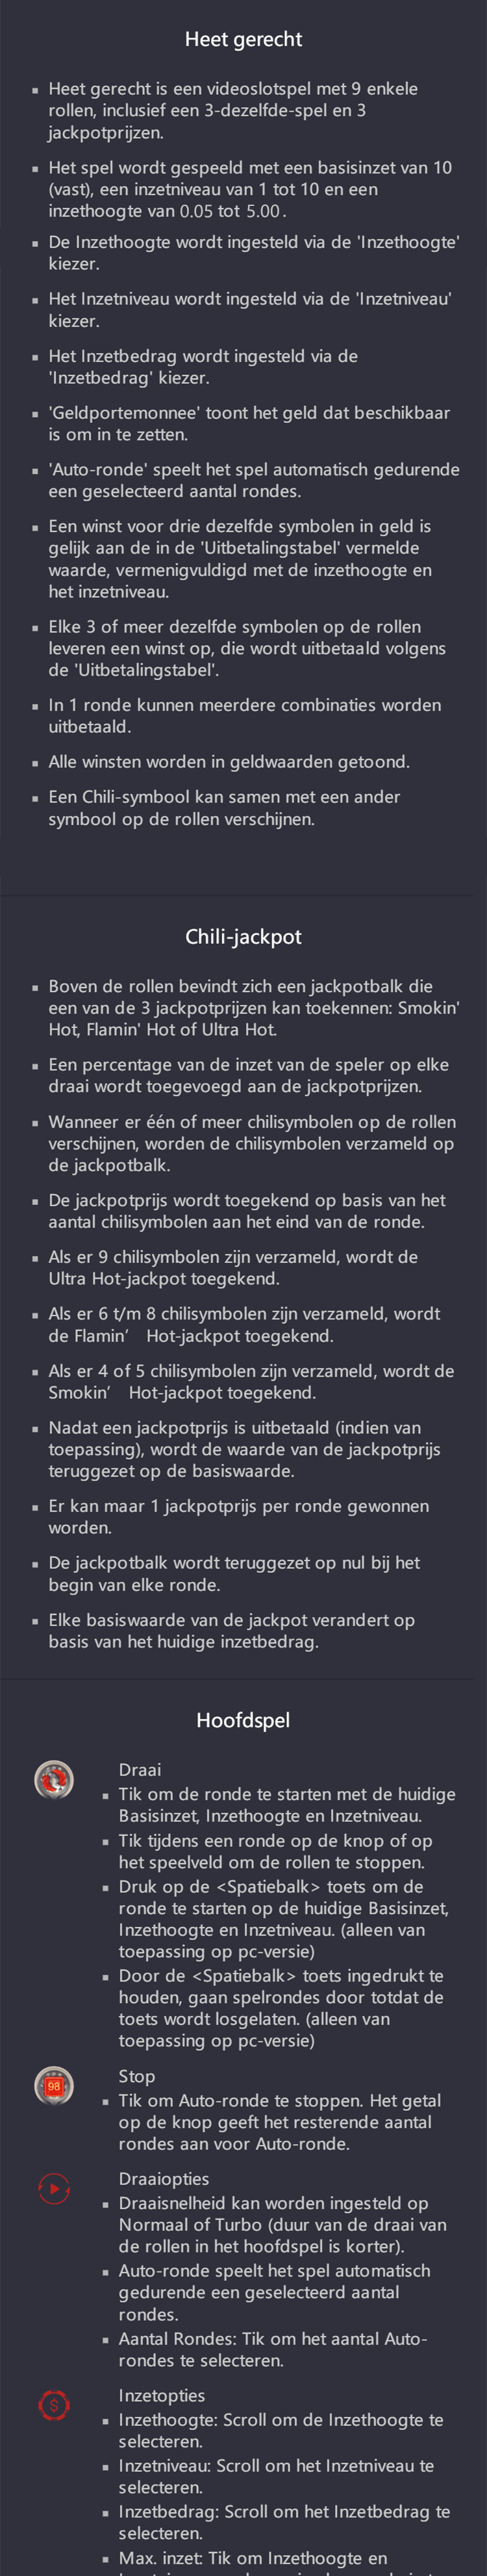 Heet gerecht
Heet gerecht is een videoslotspel met 9 enkele
rollen, inclusief een 3-dezelfde-spel en 3
jackpotprijzen.
Het spel wordt gespeeld met een basisinzet van 10
(vast), een inzetniveau van 1 tot 10 en een
inzethoogte van 0.05 tot 5.00.
De Inzethoogte wordt ingesteld via de 'Inzethoogte'
kiezer.
Het Inzetniveau wordt ingesteld via de 'Inzetniveau'
kiezer.
Het Inzetbedrag wordt ingesteld via de
'Inzetbedrag' kiezer.
'Geldportemonnee' toont het geld dat beschikbaar
is om in te zetten.
'Auto-ronde' speelt het spel automatisch gedurende
een geselecteerd aantal rondes.
Een winst voor drie dezelfde symbolen in geld is
gelijk aan de in de 'Uitbetalingstabel' vermelde
waarde, vermenigvuldigd met de inzethoogte en
het inzetniveau.
Elke 3 of meer dezelfde symbolen op de rollen
leveren een winst op, die wordt uitbetaald volgens
de 'Uitbetalingstabel'.
In 1 ronde kunnen meerdere combinaties worden
uitbetaald.
Alle winsten worden in geldwaarden getoond.
Een Chili-symbool kan samen met een ander
symbool op de rollen verschijnen.
Chili-jackpot
Boven de rollen bevindt zich een jackpotbalk die
een van de 3 jackpotprijzen kan toekennen: Smokin'
Hot, Flamin' Hot of Ultra Hot.
Een percentage van de inzet van de speler op elke
draai wordt toegevoegd aan de jackpotprijzen.
Wanneer er één of meer chilisymbolen op de rollen
verschijnen, worden de chilisymbolen verzameld op
de jackpotbalk.
De jackpotprijs wordt toegekend op basis van het
aantal chilisymbolen aan het eind van de ronde.
Als er 9 chilisymbolen zijn verzameld, wordt de
Ultra Hot-jackpot toegekend.
Als er 6 t/m 8 chilisymbolen zijn verzameld, wordt
de Flamin’ Hot-jackpot toegekend.
Als er 4 of 5 chilisymbolen zijn verzameld, wordt de
Smokin’ Hot-jackpot toegekend.
Nadat een jackpotprijs is uitbetaald (indien van
toepassing), wordt de waarde van de jackpotprijs
teruggezet op de basiswaarde.
Er kan maar 1 jackpotprijs per ronde gewonnen
worden.
De jackpotbalk wordt teruggezet op nul bij het
begin van elke ronde.
Elke basiswaarde van de jackpot verandert op
basis van het huidige inzetbedrag.
Hoofdspel
Draai
Tik om de ronde te starten met de huidige
Basisinzet, Inzethoogte en Inzetniveau.
Tik tijdens een ronde op de knop of op
het speelveld om de rollen te stoppen.
Druk op de <Spatiebalk> toets om de
ronde te starten op de huidige Basisinzet,
Inzethoogte en Inzetniveau. (alleen van
toepassing op pc-versie)
Door de <Spatiebalk> toets ingedrukt te
houden, gaan spelrondes door totdat de
toets wordt losgelaten. (alleen van
toepassing op pc-versie)
98
Stop
Tik om Auto-ronde te stoppen. Het getal
op de knop geeft het resterende aantal
rondes aan voor Auto-ronde.
Draaiopties
Draaisnelheid kan worden ingesteld op
Normaal of Turbo (duur van de draai van
de rollen in het hoofdspel is korter).
Auto-ronde speelt het spel automatisch
gedurende een geselecteerd aantal
rondes.
Aantal Rondes: Tik om het aantal Auto-
rondes te selecteren.
$
Inzetopties
Inzethoogte: Scroll om de Inzethoogte te
selecteren.
Inzetniveau: Scroll om het Inzetniveau te
selecteren.
Inzetbedrag: Scroll om het Inzetbedrag te
selecteren.
Max. inzet: Tik om Inzethoogte en